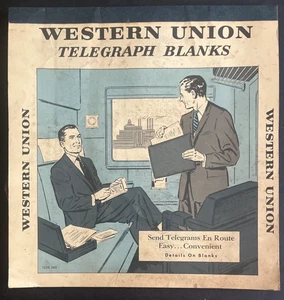 WESTERN UNION
TELEGRAPH BLANKS
WESTERN UNION
WESTERN UNION
Send Telegrams En Route
Easy...Convenient
Details On Blanks